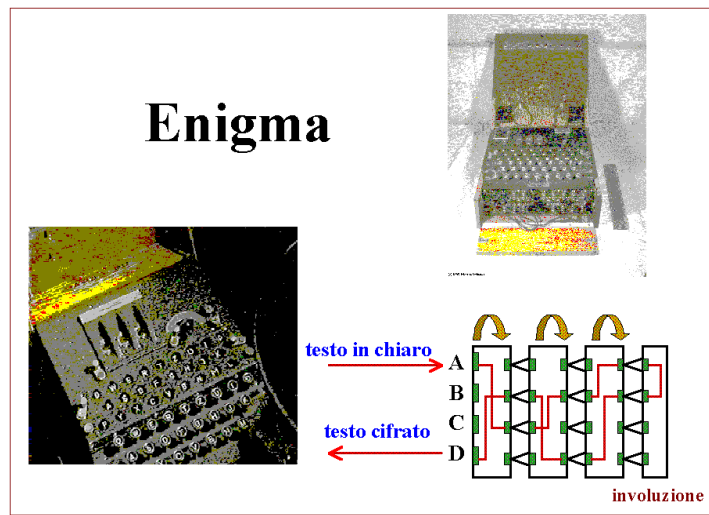 Enigma
testo in chiaro
A
B
C
testo cifrato
D
involuzione